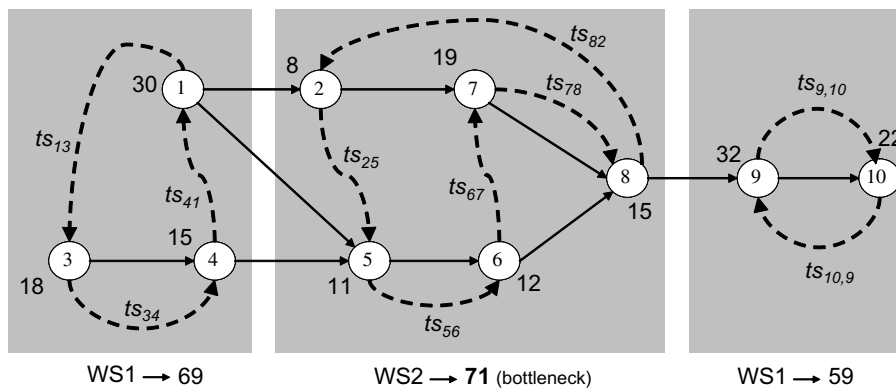 ts82
19
8
ts9,10
30
1
2
7
ts78
22
32
ts13
ts25
8
9
10
ts41
ts67
15
15
3
4
5
6
ts10,9
18
11
12
ts34
ts56
WS1 → 69
WS2 → 71 (bottleneck)
WS1 → 59